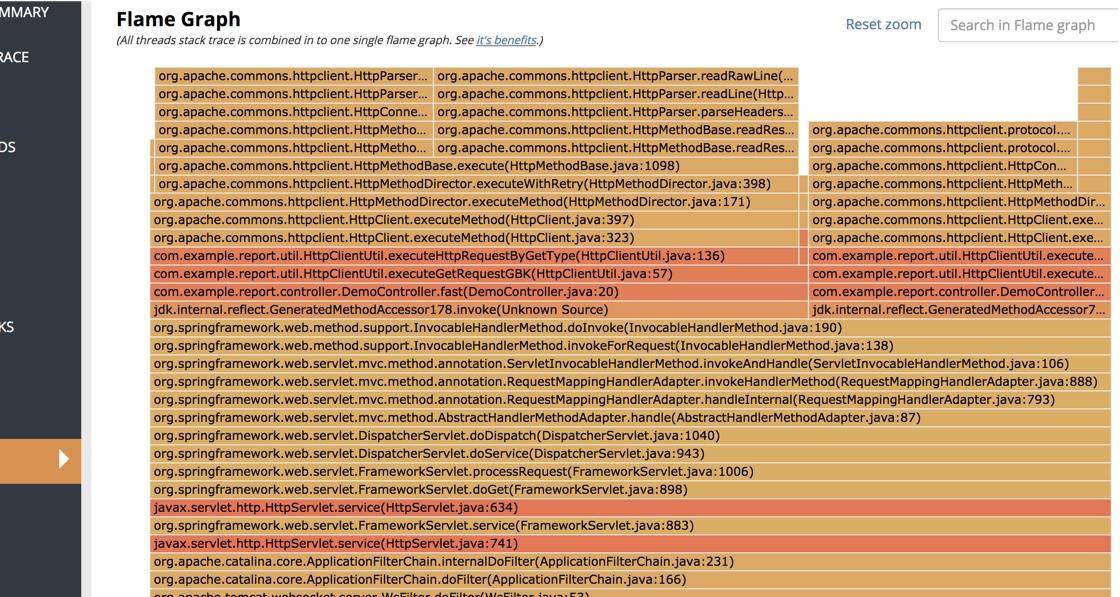 MMARY
RACE
DS
KS
Flame Graph
(All threads stack trace is combined in to one single flame graph. See it's benefits.)
Reset zoom
Search in Flame graph
org.apache.commons.httpclient.HttpParser... org.apache.commons.httpclient.HttpParser.readRawLine(...
org.apache.commons.httpclient.HttpParser... org.apache.commons.httpclient.HttpParser.readLine(Http...
org.apache.commons.httpclient.HttpConne... org.apache.commons.httpclient.HttpParser.parseHeaders...
org.apache.commons.httpclient.HttpMetho... org.apache.commons.httpclient.HttpMethodBase.readRes... org.apache.commons.httpclient.protocol....
org.apache.commons.httpclient.HttpMetho... org.apache.commons.httpclient.HttpMethodBase.readRes... org.apache.commons.httpclient.protocol....
org.apache.commons.httpclient.HttpMethodBase.execute(HttpMethodBase.java:1098) org.apache.commons.httpclient.HttpCon...
org.apache.commons.httpclient.HttpMethodDirector.executeWithRetry(HttpMethodDirector.java:398) org.apache.commons.httpclient.HttpMeth...
org.apache.commons.httpclient.HttpMethodDirector.executeMethod(HttpMethodDirector.java:171) org.apache.commons.httpclient.HttpMethodDir...
org.apache.commons.httpclient.HttpClient.executeMethod(HttpClient.java:397) org.apache.commons.httpclient.HttpClient.exe...
org.apache.commons.httpclient.HttpClient.executeMethod(HttpClient.java:323) org.apache.commons.httpclient.HttpClient.exe...
com.example.report.util.HttpClientUtil.executeHttpRequestByGetType(HttpClientUtil.java:136) com.example.report.util.HttpClientUtil.execute...
com.example.report.util.HttpClientUtil.executeGetRequestGBK(HttpClientUtil.java:57) com.example.report.util.HttpClientUtil.execute...
com.example.report.controller.DemoController.fast(DemoController.java:20) com.example.report.controller.DemoController...
jdk.internal.reflect.GeneratedMethodAccessor178.invoke(Unknown Source) jdk.internal.reflect.GeneratedMethodAccessor7...
org.springframework.web.method.support.InvocableHandlerMethod.doInvoke(InvocableHandlerMethod.java:190)
org.springframework.web.method.support.InvocableHandlerMethod.invokeForRequest(InvocableHandlerMethod.java:138)
org.springframework.web.servlet.mvc.method.annotation.ServletInvocableHandlerMethod.invokeAndHandle(ServletInvocableHandlerMethod.java:106)
org.springframework.web.servlet.mvc.method.annotation.RequestMappingHandlerAdapter.invokeHandlerMethod(RequestMappingHandlerAdapter.java:888)
org.springframework.web.servlet.mvc.method.annotation.RequestMappingHandlerAdapter.handleInternal(RequestMappingHandlerAdapter.java:793)
org.springframework.web.servlet.mvc.method.AbstractHandlerMethodAdapter.handle(AbstractHandlerMethodAdapter.java:87)
org.springframework.web.servlet.DispatcherServlet.doDispatch(DispatcherServlet.java:1040)
org.springframework.web.servlet.DispatcherServlet.doService(DispatcherServlet.java:943)
org.springframework.web.servlet.FrameworkServlet.processRequest(FrameworkServlet.java:1006)
org.springframework.web.servlet.FrameworkServlet.doGet(FrameworkServlet.java:898)
javax.servlet.http.HttpServlet.service(HttpServlet.java:634)
org.springframework.web.servlet.FrameworkServlet.service(FrameworkServlet.java:883)
javax.servlet.http.HttpServlet.service(HttpServlet.java:741)
org.apache.catalina.core.ApplicationFilterChain.internalDoFilter(ApplicationFilterChain.java:231)
org.apache.catalina.core.ApplicationFilterChain.doFilter(ApplicationFilterChain.java:166)
org.apache.tomcat.websocket.server.WsFilter.doFilter(WsFilter.java:53)